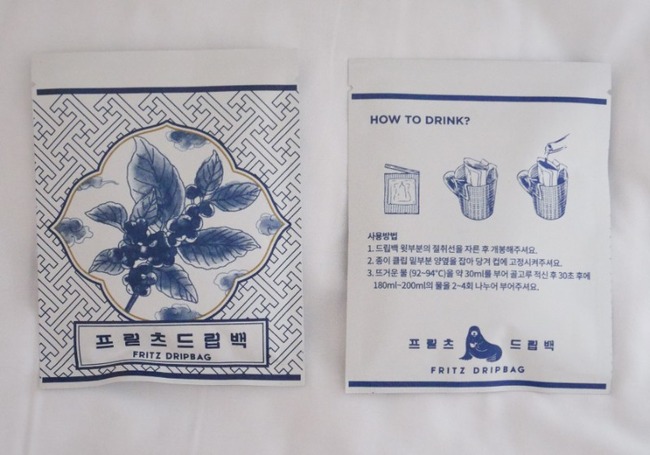 프릳츠드립백
FRITZ DRIPBAG
HOW TO DRINK?
사용방법
1. 드립백 윗부분의 절취선을 자른 후 개봉해주세요.
2. 종이 클립 밑부분 양옆을 잡아 당겨 컵에 고정시켜주세요.
3. 뜨거운 물 (92~94°C)을 약 30ml를 부어 골고루 적신 후 30초 후에
180ml~200ml의 물을 2~4회 나누어 부어주세요.
프릳츠 드립백
FRITZ DRIPBAG